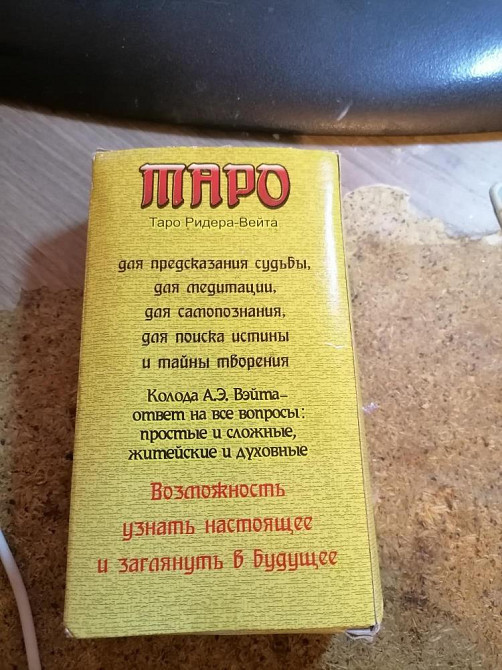 ТАРО
Таро Ридера-Вейта
для предсказания судьбы,
для медитации,
для самопознания,
для поиска истины
и тайны творения
Колода А.Э. Вэйта–
ответ на все вопросы:
простые и сложные,
житейские и духовные
Возможность
узнать настоящее
и заглянуть в будущее